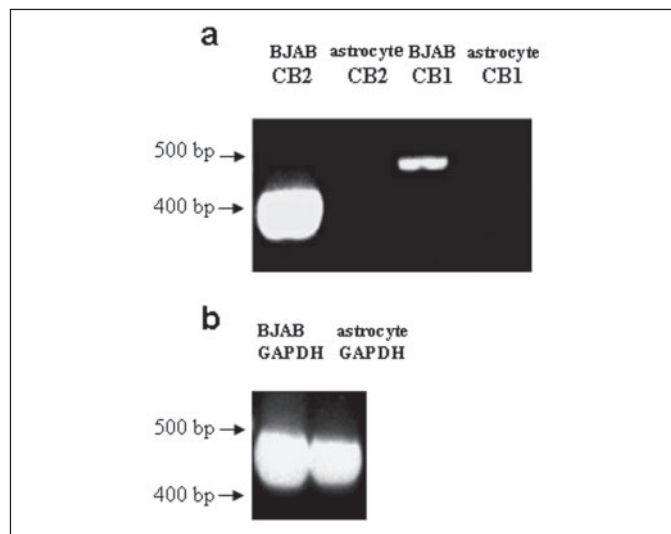 a
BJAB astrocyte BJAB astrocyte
CB2 CB2 CB1 CB1
500 bp
400 bp
b
BJAB astrocyte
GAPDH GAPDH
500 bp
400 bp